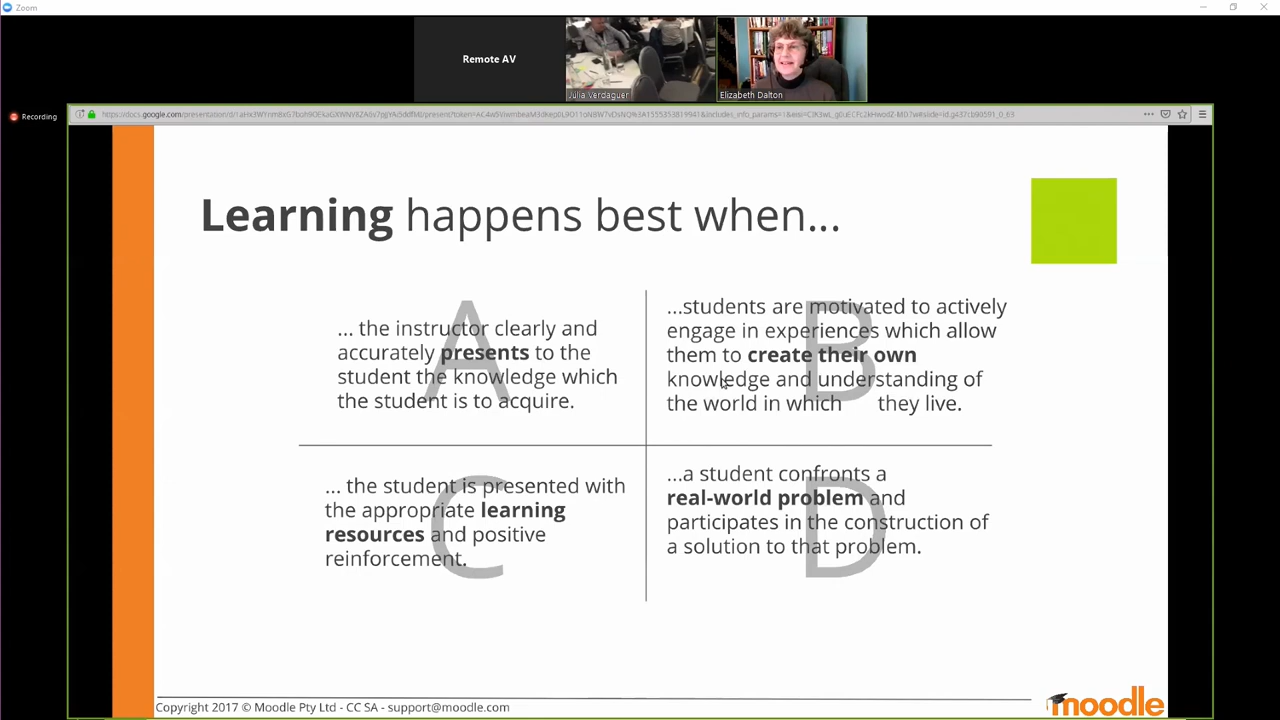 Zoom
Remote AV
Julia Verdaguer
Elizabeth Dalton
Recording
Learning happens best when...
A
... the instructor clearly and
accurately presents to the
student the knowledge which
the student is to acquire.
B
...students are motivated to actively
engage in experiences which allow
them to create their own
knowledge and understanding of
the world in which they live.
C
... the student is presented with
the appropriate learning
resources and positive
reinforcement.
D
...a student confronts a
real-world problem and
participates in the construction of
a solution to that problem.
Copyright 2017 © Moodle Pty Ltd - CC SA - support@moodle.com
moodle